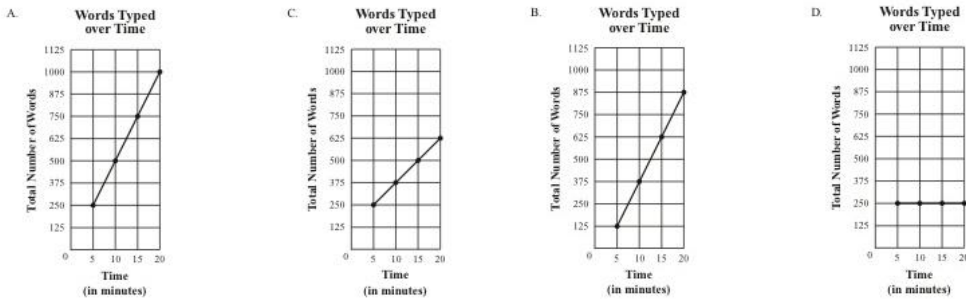 A.
Words Typed
over Time
1125
1000
875
750
625
500
375
250
125
0
5 10 15 20
Total Number of Words
Time
(in minutes)
C.
Words Typed
over Time
1125
1000
875
750
625
500
375
250
125
0
5 10 15 20
Total Number of Words
Time
(in minutes)
B.
Words Typed
over Time
1125
1000
875
750
625
500
375
250
125
0
5 10 15 20
Total Number of Words
Time
(in minutes)
D.
Words Typed
over Time
1125
1000
875
750
625
500
375
250
125
0
5 10 15 20
Total Number of Words
Time
(in minutes)